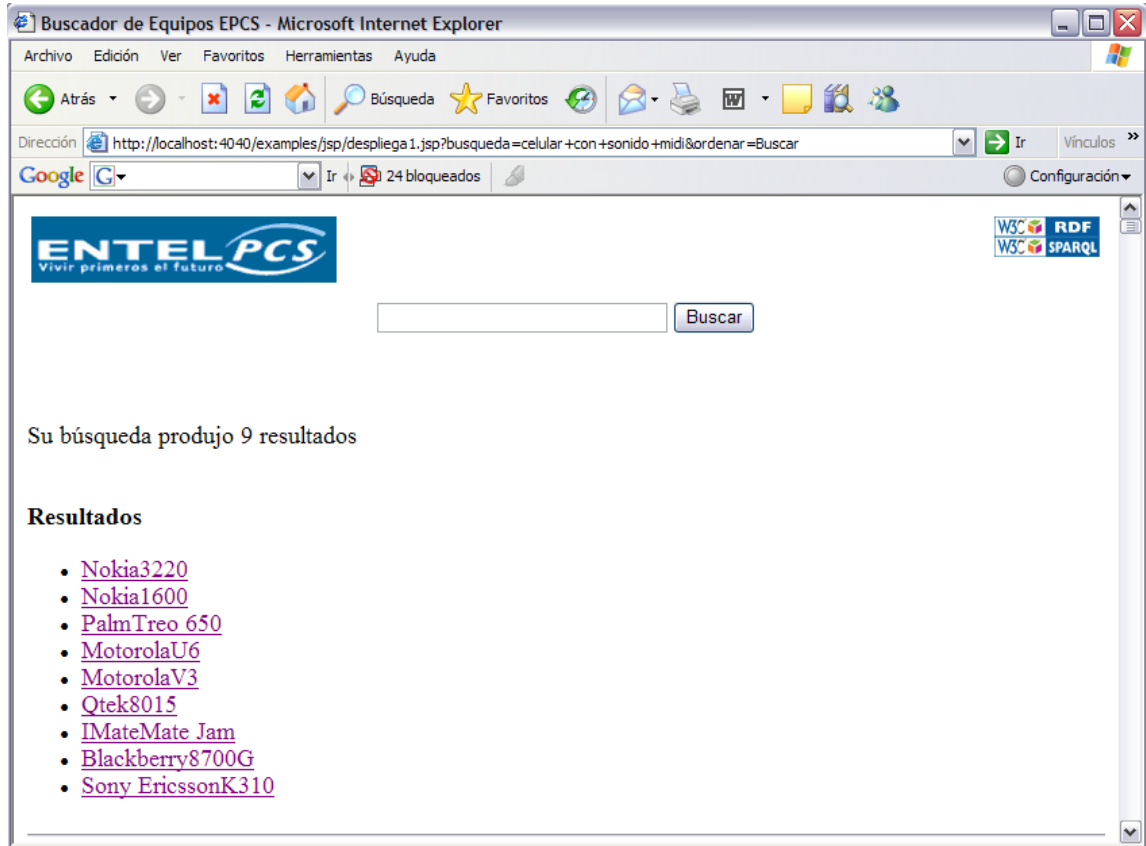 Buscador de Equipos EPCS - Microsoft Internet Explorer
Archivo Edición Ver Favoritos Herramientas Ayuda
Atrás Búsqueda Favoritos
Dirección http://localhost:4040/examples/jsp/despliega1.jsp?busqueda=celular+con+sonido+midi&ordenar=Buscar Ir Vínculos »
Google G Ir 24 bloqueados Configuración
ENTEL PCS
Vivir primeros el futuro
W3C RDF
W3C SPARQL
Buscar
Su búsqueda produjo 9 resultados
Resultados
• Nokia3220
• Nokia1600
• PalmTreo 650
• MotorolaU6
• MotorolaV3
• Qtek8015
• IMateMate Jam
• Blackberry8700G
• Sony EricssonK310